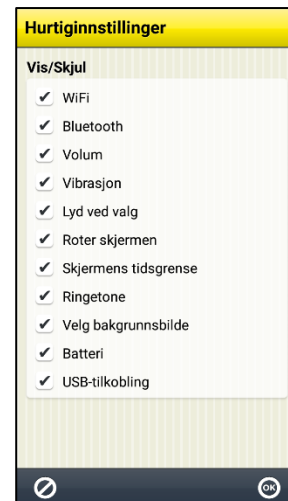 Hurtiginnstillinger
Vis/Skjul
WiFi
Bluetooth
Volum
Vibrasjon
Lyd ved valg
Roter skjermen
Skjermens tidsgrense
Ringetone
Velg bakgrunnsbilde
Batteri
USB-tilkobling
OK